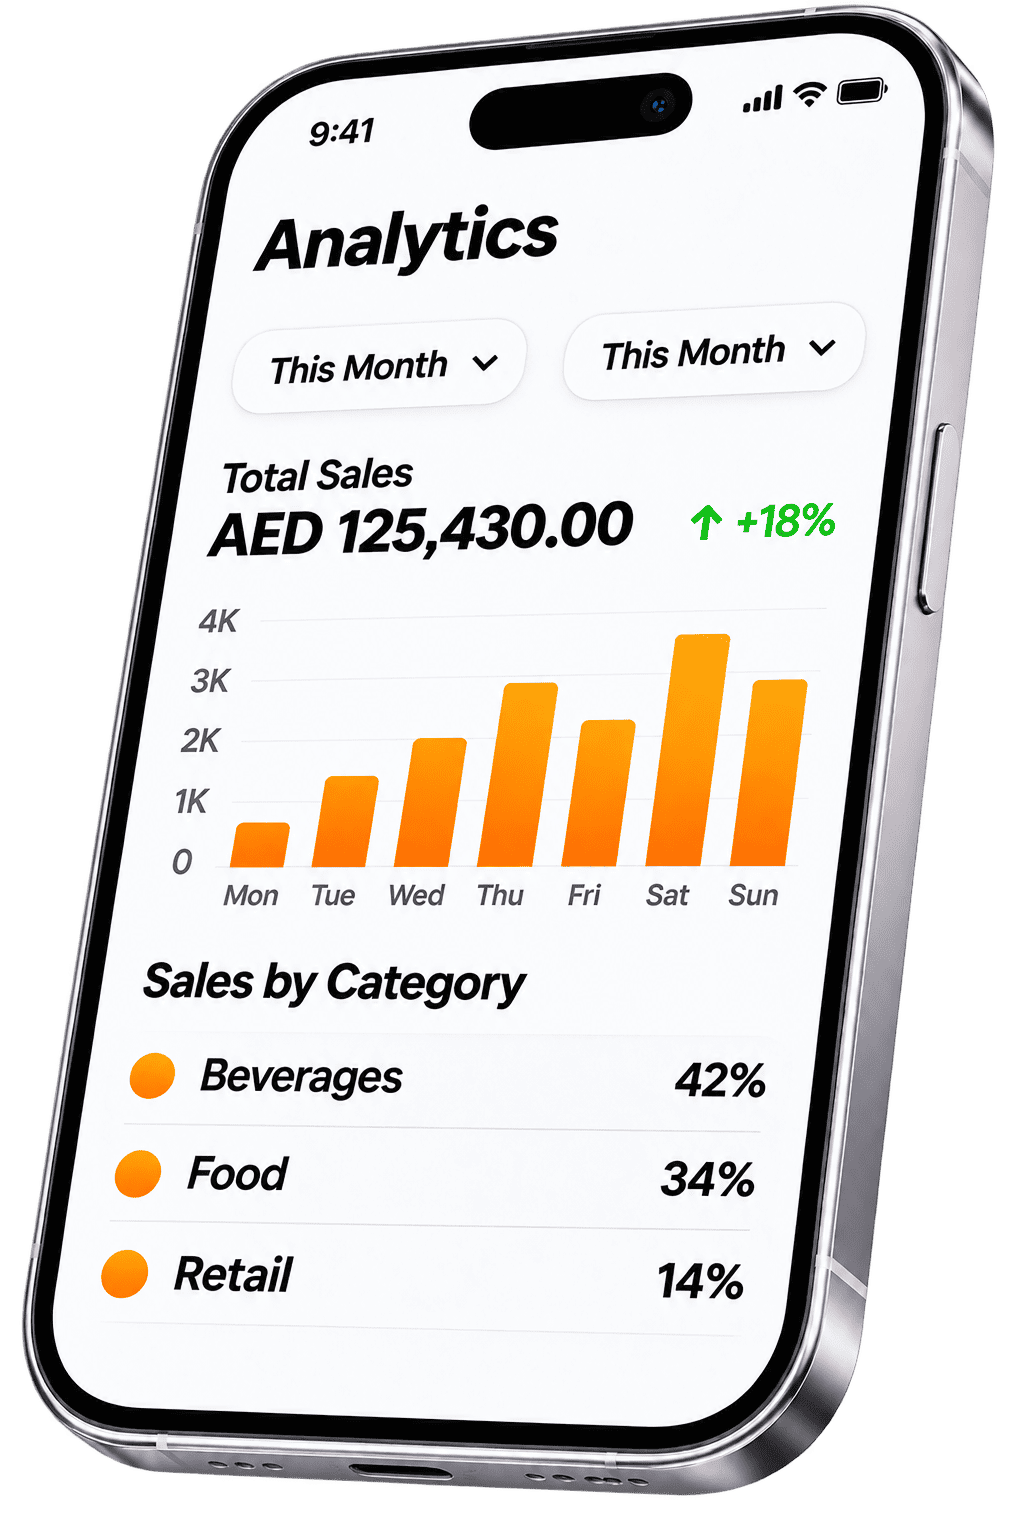 9:41
Analytics
This Month
This Month
Total Sales
AED 125,430.00
+18%
4K
3K
2K
1K
0
Mon Tue Wed Thu Fri Sat Sun
Sales by Category
Beverages 42%
Food 34%
Retail 14%